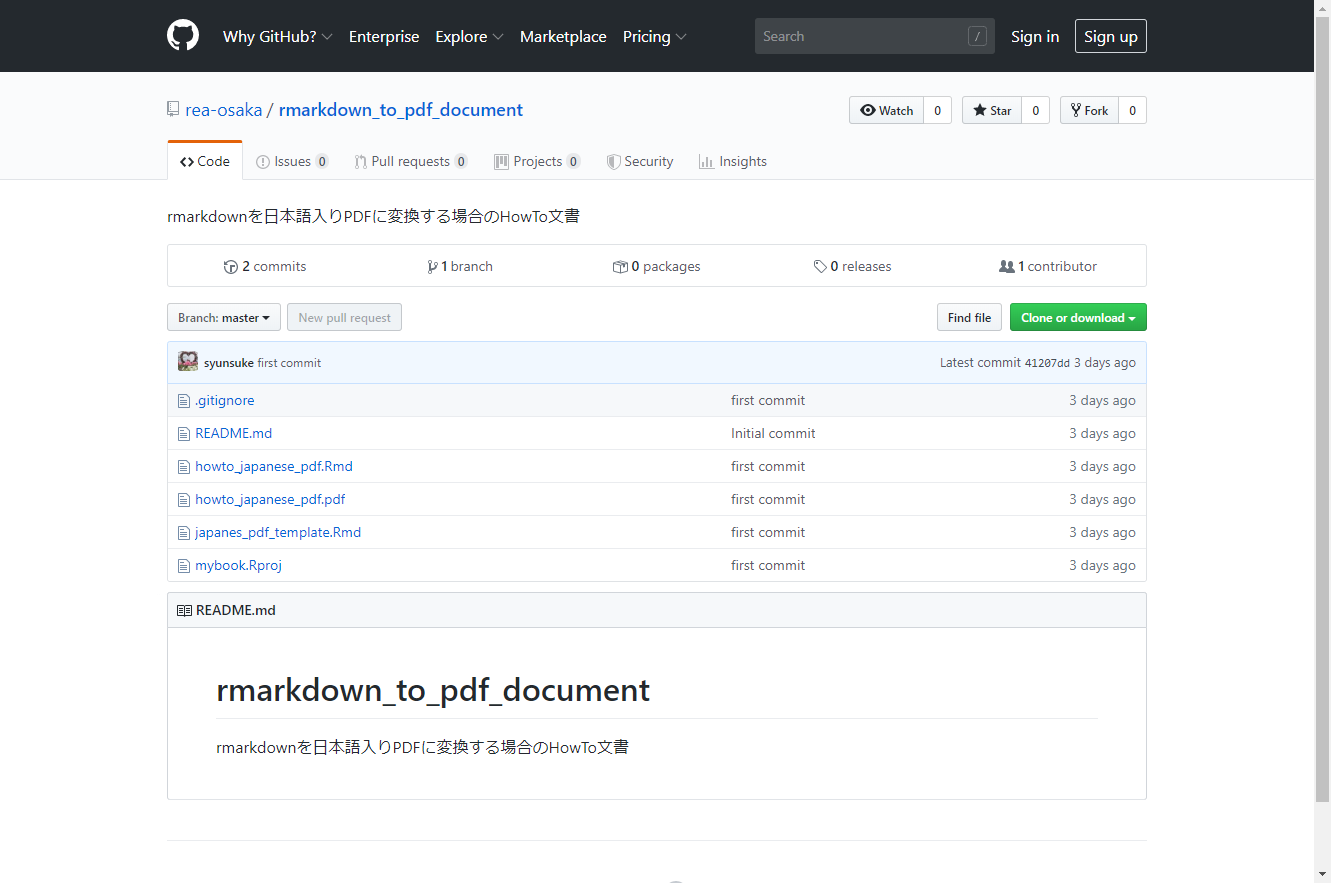 Why GitHub? Enterprise Explore Marketplace Pricing Search / Sign in Sign up
rea-osaka / rmarkdown_to_pdf_document Watch 0 Star 0 Fork 0
Code Issues 0 Pull requests 0 Projects 0 Security Insights
rmarkdownを日本語入りPDFに変換する場合のHowTo文書
2 commits 1 branch 0 packages 0 releases 1 contributor
Branch: master New pull request Find file Clone or download
syunsuke first commit Latest commit 41207dd 3 days ago
.gitignore first commit 3 days ago
README.md Initial commit 3 days ago
howto_japanese_pdf.Rmd first commit 3 days ago
howto_japanese_pdf.pdf first commit 3 days ago
japanes_pdf_template.Rmd first commit 3 days ago
mybook.Rproj first commit 3 days ago
README.md
rmarkdown_to_pdf_document
rmarkdownを日本語入りPDFに変換する場合のHowTo文書